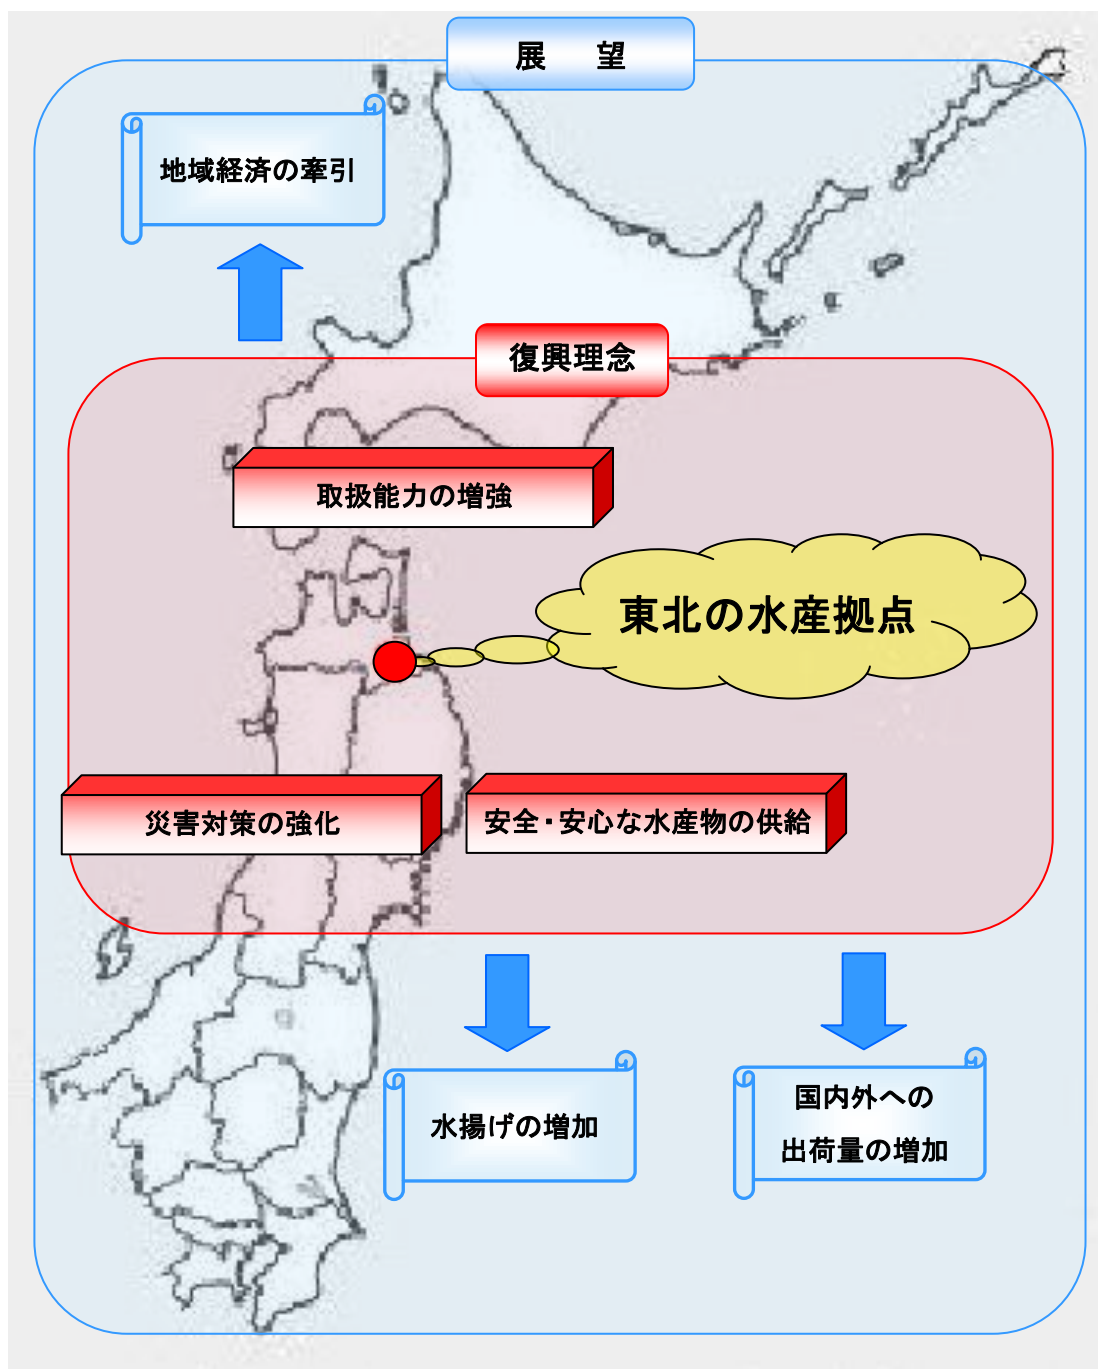 展　望
地域経済の牽引
復興理念
取扱能力の増強
東北の水産拠点
災害対策の強化
安全・安心な水産物の供給
水揚げの増加
国内外への
出荷量の増加